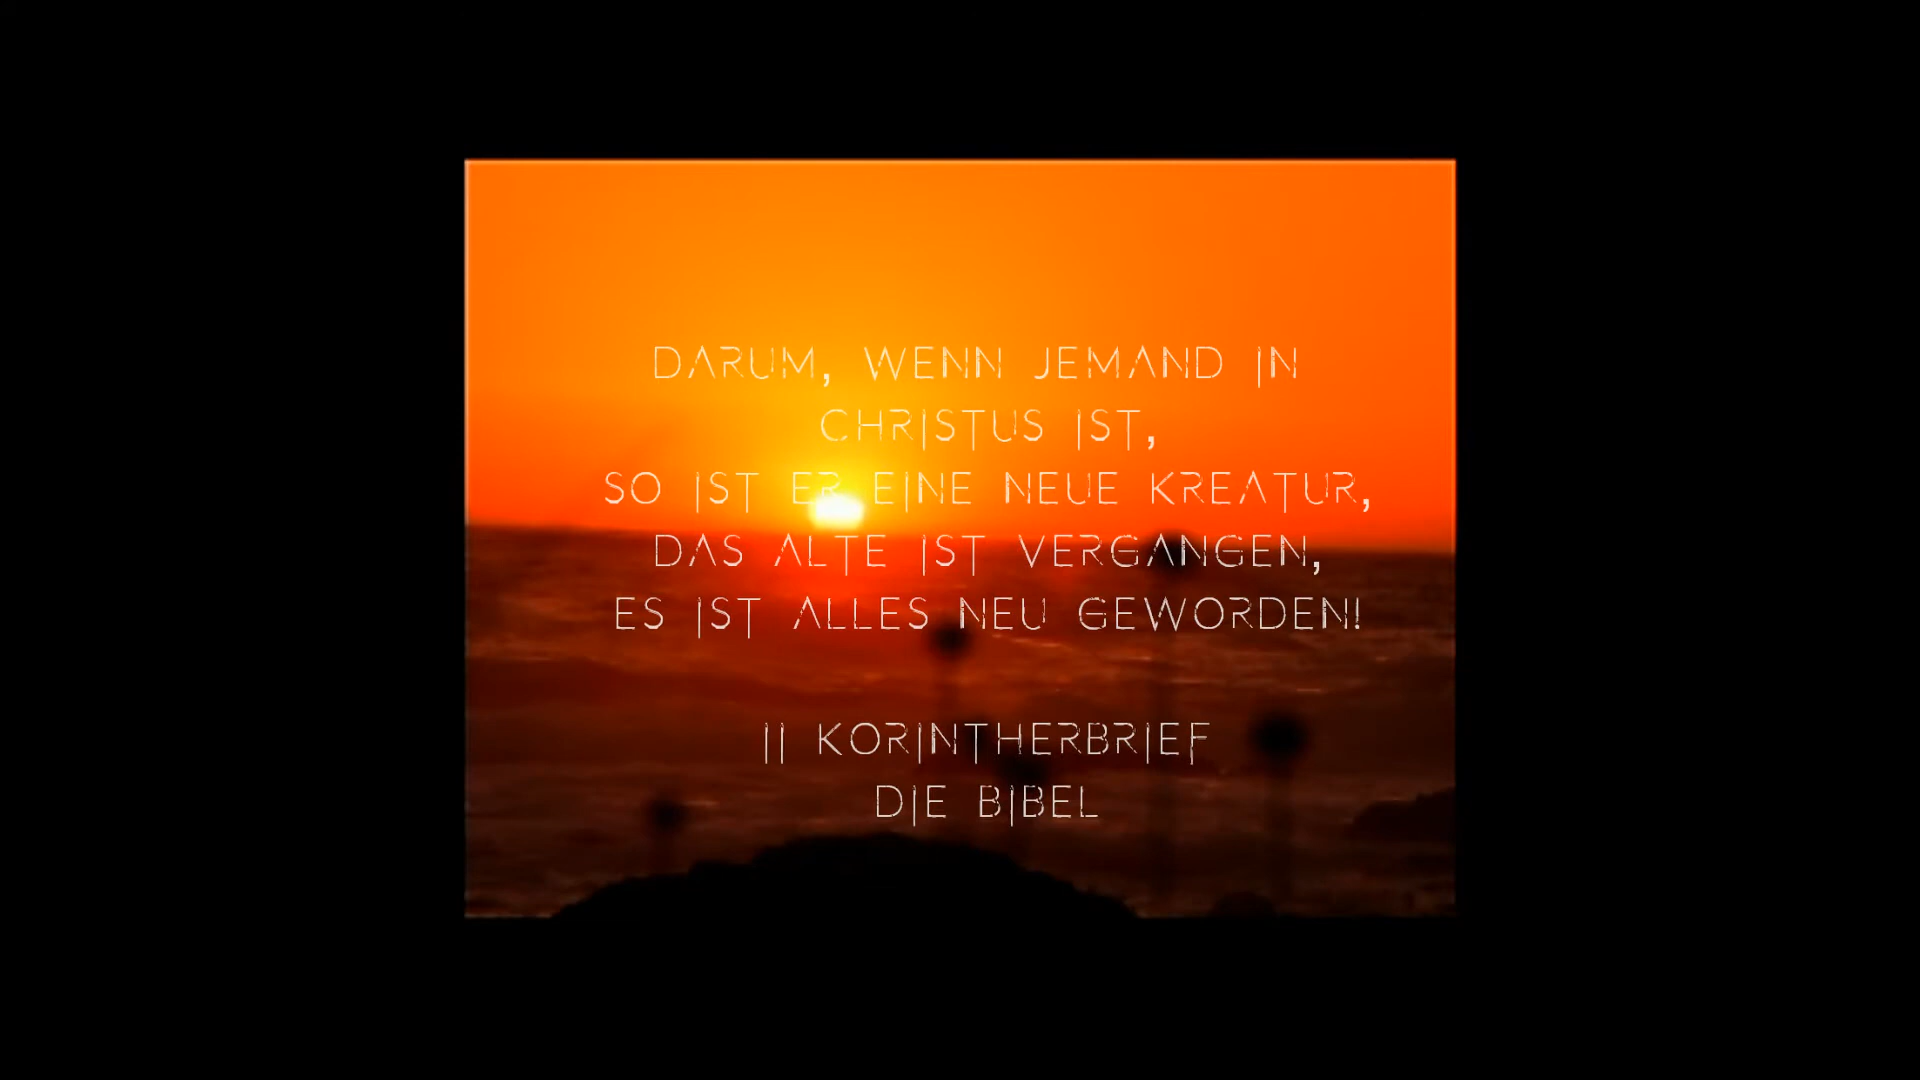 DARUM, WENN JEMAND IN
CHRISTUS IST,
SO IST ER EINE NEUE KREATUR,
DAS ALTE IST VERGANGEN,
ES IST ALLES NEU GEWORDEN!
II KORINTHERBRIEF
DIE BIBEL